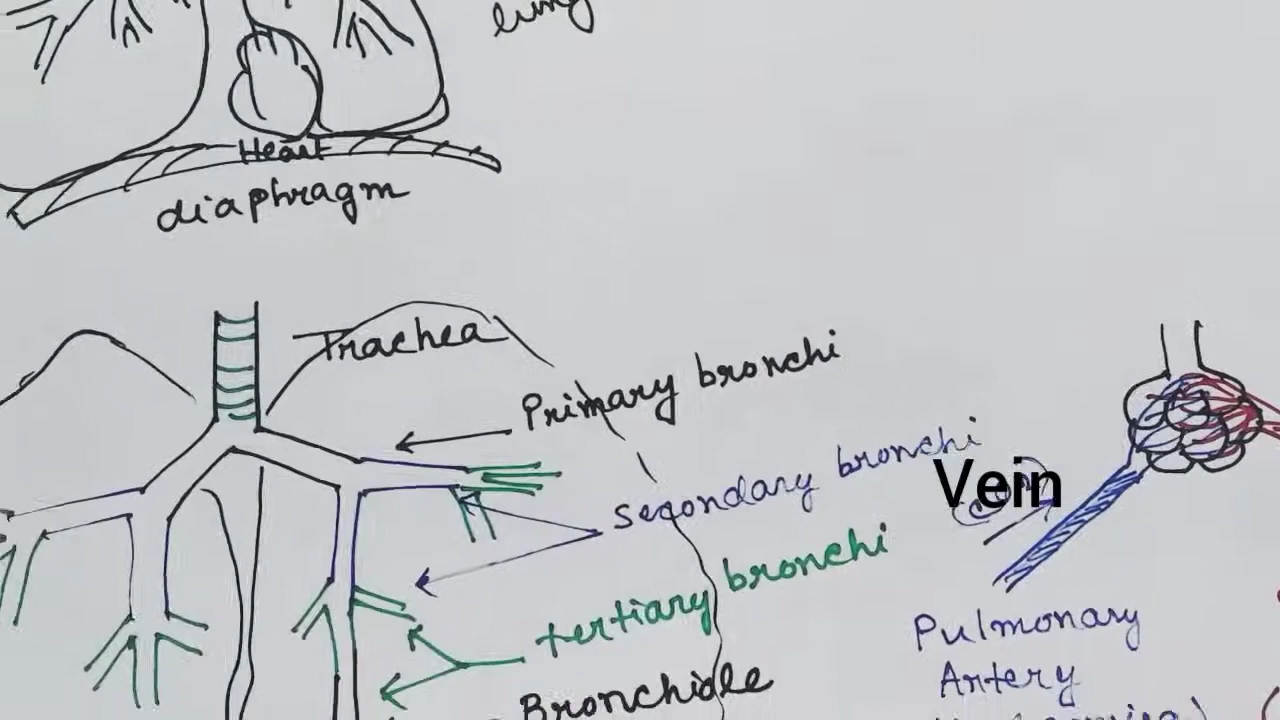 lung
Heart
diaphragm
Trachea
Primary bronchi
Secondary bronchi
Vein
tertiary bronchi
Pulmonary
Artery
Bronchiole